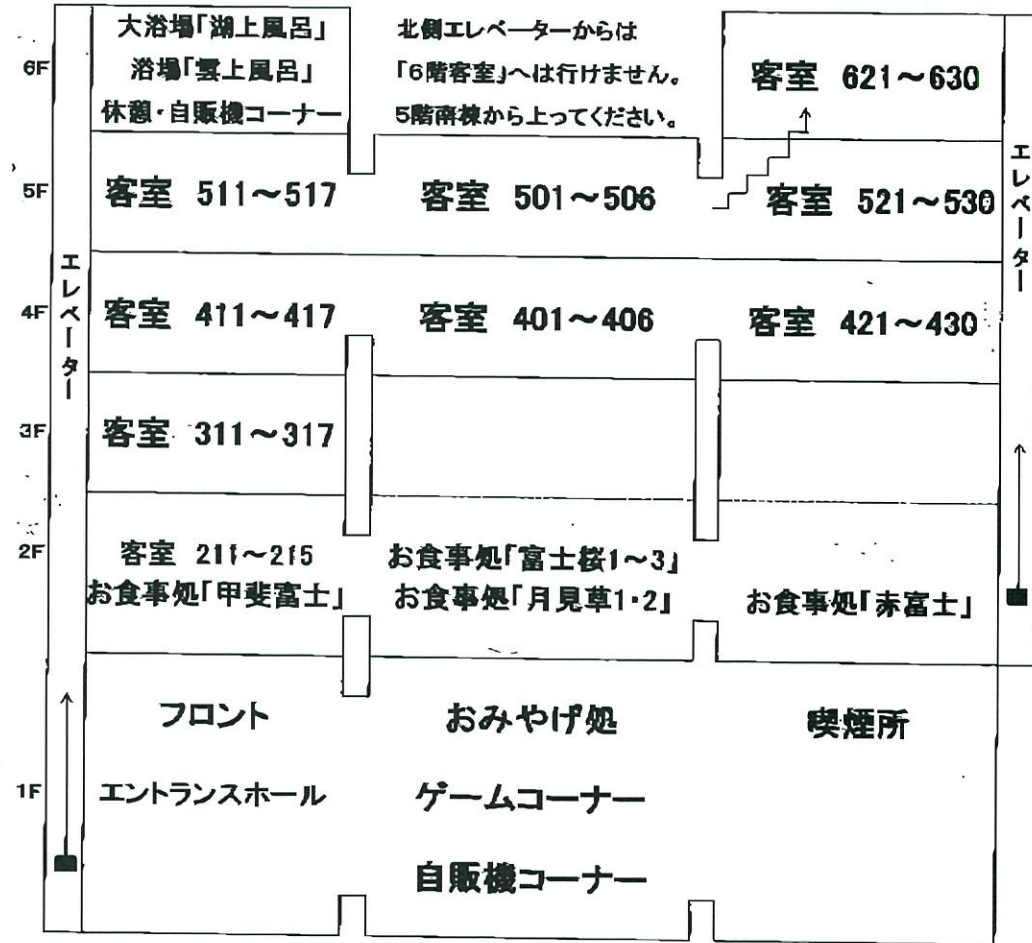 大浴場「湖上風呂」
浴場「雲上風呂」
休憩・自販機コーナー
北側エレベーターからは
「6階客室」へは行けません。
5階南棟から上ってください。
客室 621～630
6F
5F
客室 511～517
客室 501～506
客室 521～530
エレベーター
エレベーター
4F
客室 411～417
客室 401～406
客室 421～430
3F
客室 311～317
2F
客室 211～215
お食事処「甲斐富士」
お食事処「富士桜1～3」
お食事処「月見草1・2」
お食事処「赤富士」
フロント
おみやげ処
喫煙所
1F
エントランスホール
ゲームコーナー
自販機コーナー